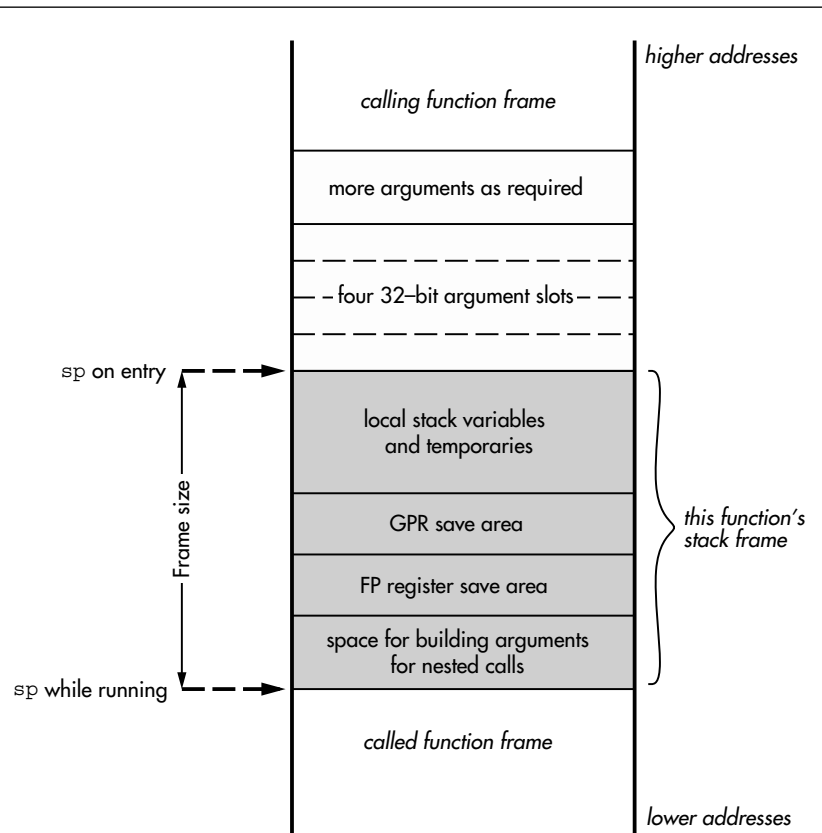 higher addresses
calling function frame
more arguments as required
four 32–bit argument slots
sp on entry
local stack variables
and temporaries
Frame size
GPR save area
this function's
stack frame
FP register save area
space for building arguments
for nested calls
sp while running
called function frame
lower addresses